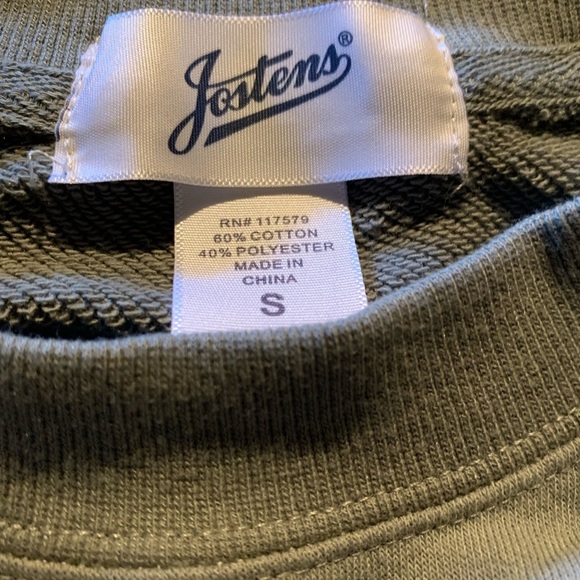 Jostens®
RN# 117579
60% COTTON
40% POLYESTER
MADE IN
CHINA
S